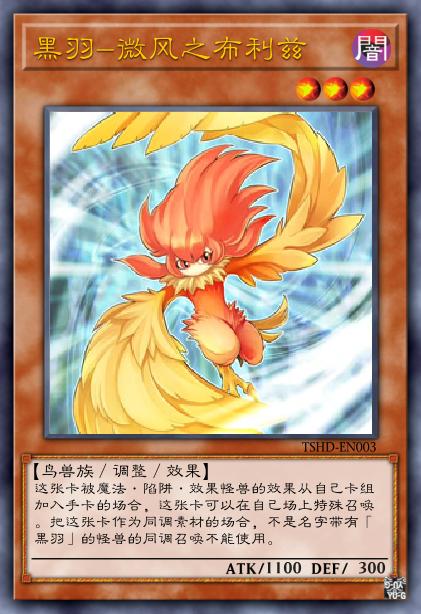 黑羽-微风之布利兹
闇
TSHD-EN003
【鸟兽族／调整／效果】
这张卡被魔法·陷阱·效果怪兽的效果从自己卡组
加入手卡的场合，这张卡可以在自己场上特殊召唤
。把这张卡作为同调素材的场合，不是名字带有「
黑羽」的怪兽的同调召唤不能使用。
ATK/1100 DEF/ 300